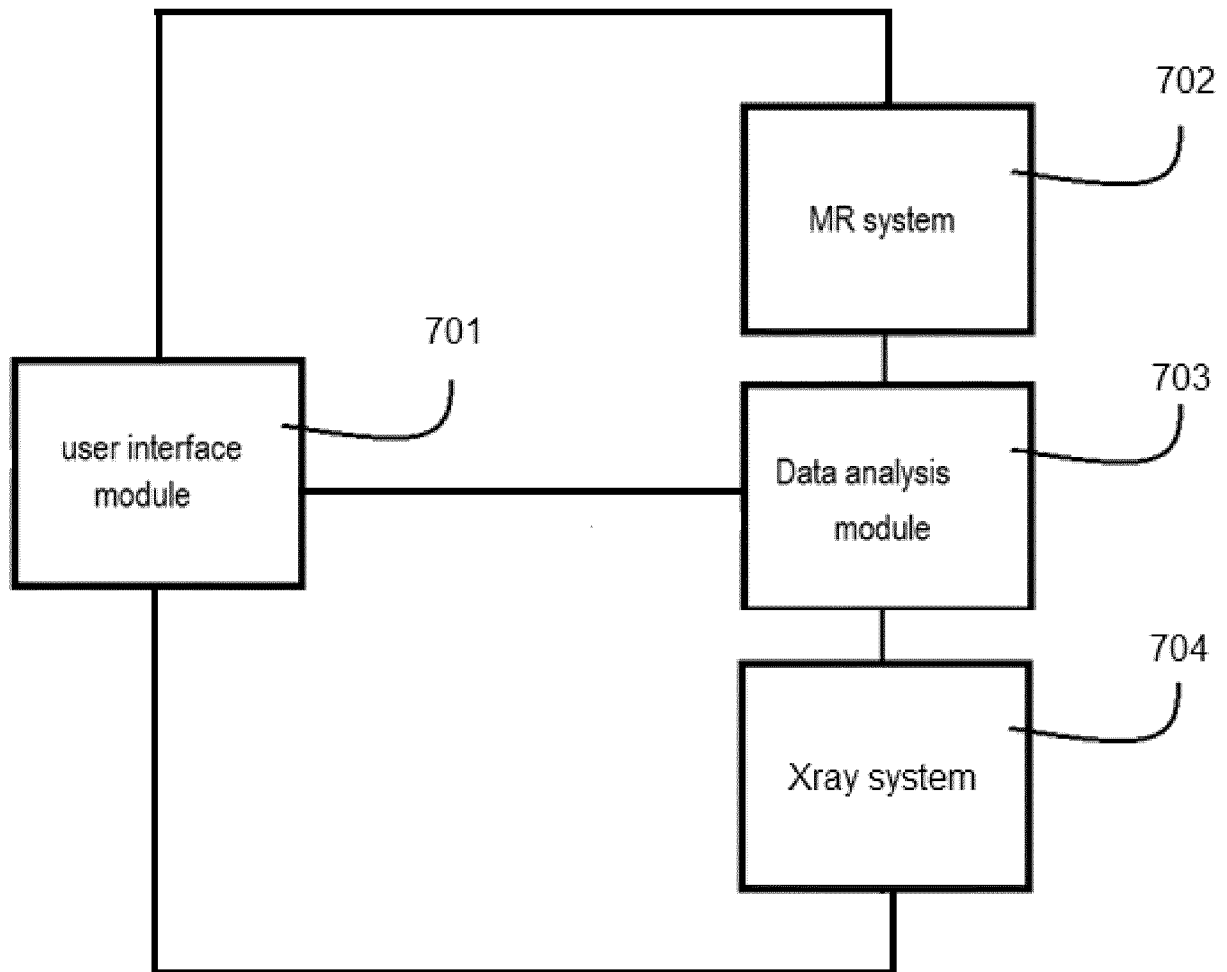 702
MR system
701
703
user interface
module
Data analysis
module
704
Xray system